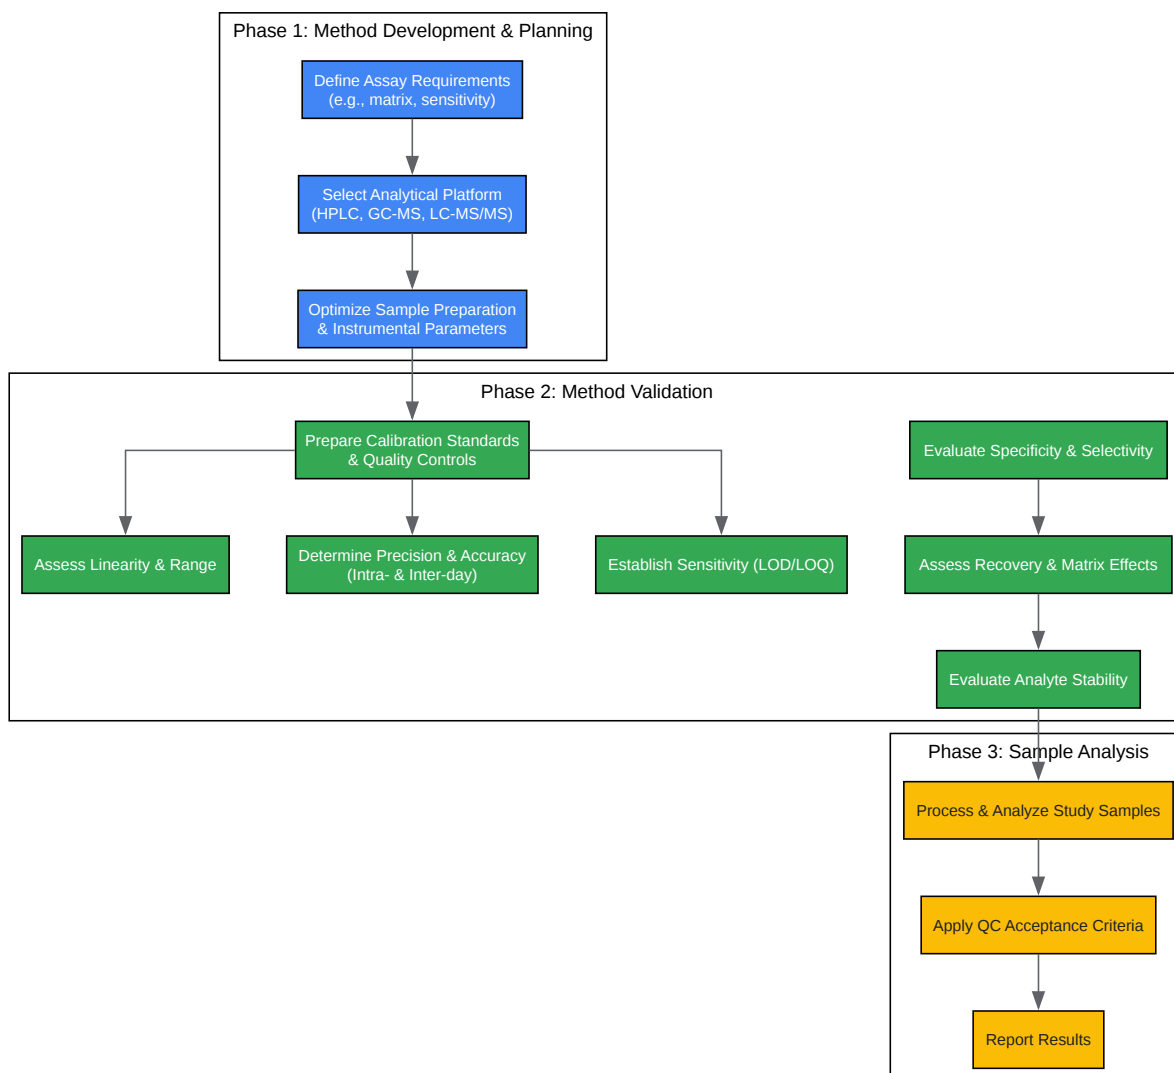 Phase 1: Method Development & Planning
Define Assay Requirements
(e.g., matrix, sensitivity)
Select Analytical Platform
(HPLC, GC-MS, LC-MS/MS)
Optimize Sample Preparation
& Instrumental Parameters
Phase 2: Method Validation
Prepare Calibration Standards
& Quality Controls
Evaluate Specificity & Selectivity
Assess Linearity & Range
Determine Precision & Accuracy
(Intra- & Inter-day)
Establish Sensitivity (LOD/LOQ)
Assess Recovery & Matrix Effects
Evaluate Analyte Stability
Phase 3: Sample Analysis
Process & Analyze Study Samples
Apply QC Acceptance Criteria
Report Results